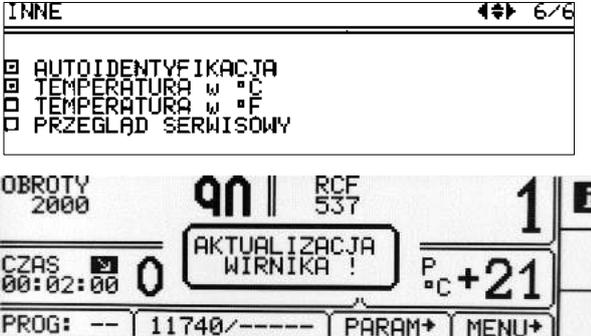 INNE 6/6
AUTOIDENTYFIKACJA
TEMPERATURA w °C
TEMPERATURA w °F
PRZEGLĄD SERWISOWY
OBROTY
2000
RCF
537
1
AKTUALIZACJA
WIRNIKA !
CZAS
00:02:00
0
P
°C
+21
PROG: -- 11740/----- PARAM→ MENU→